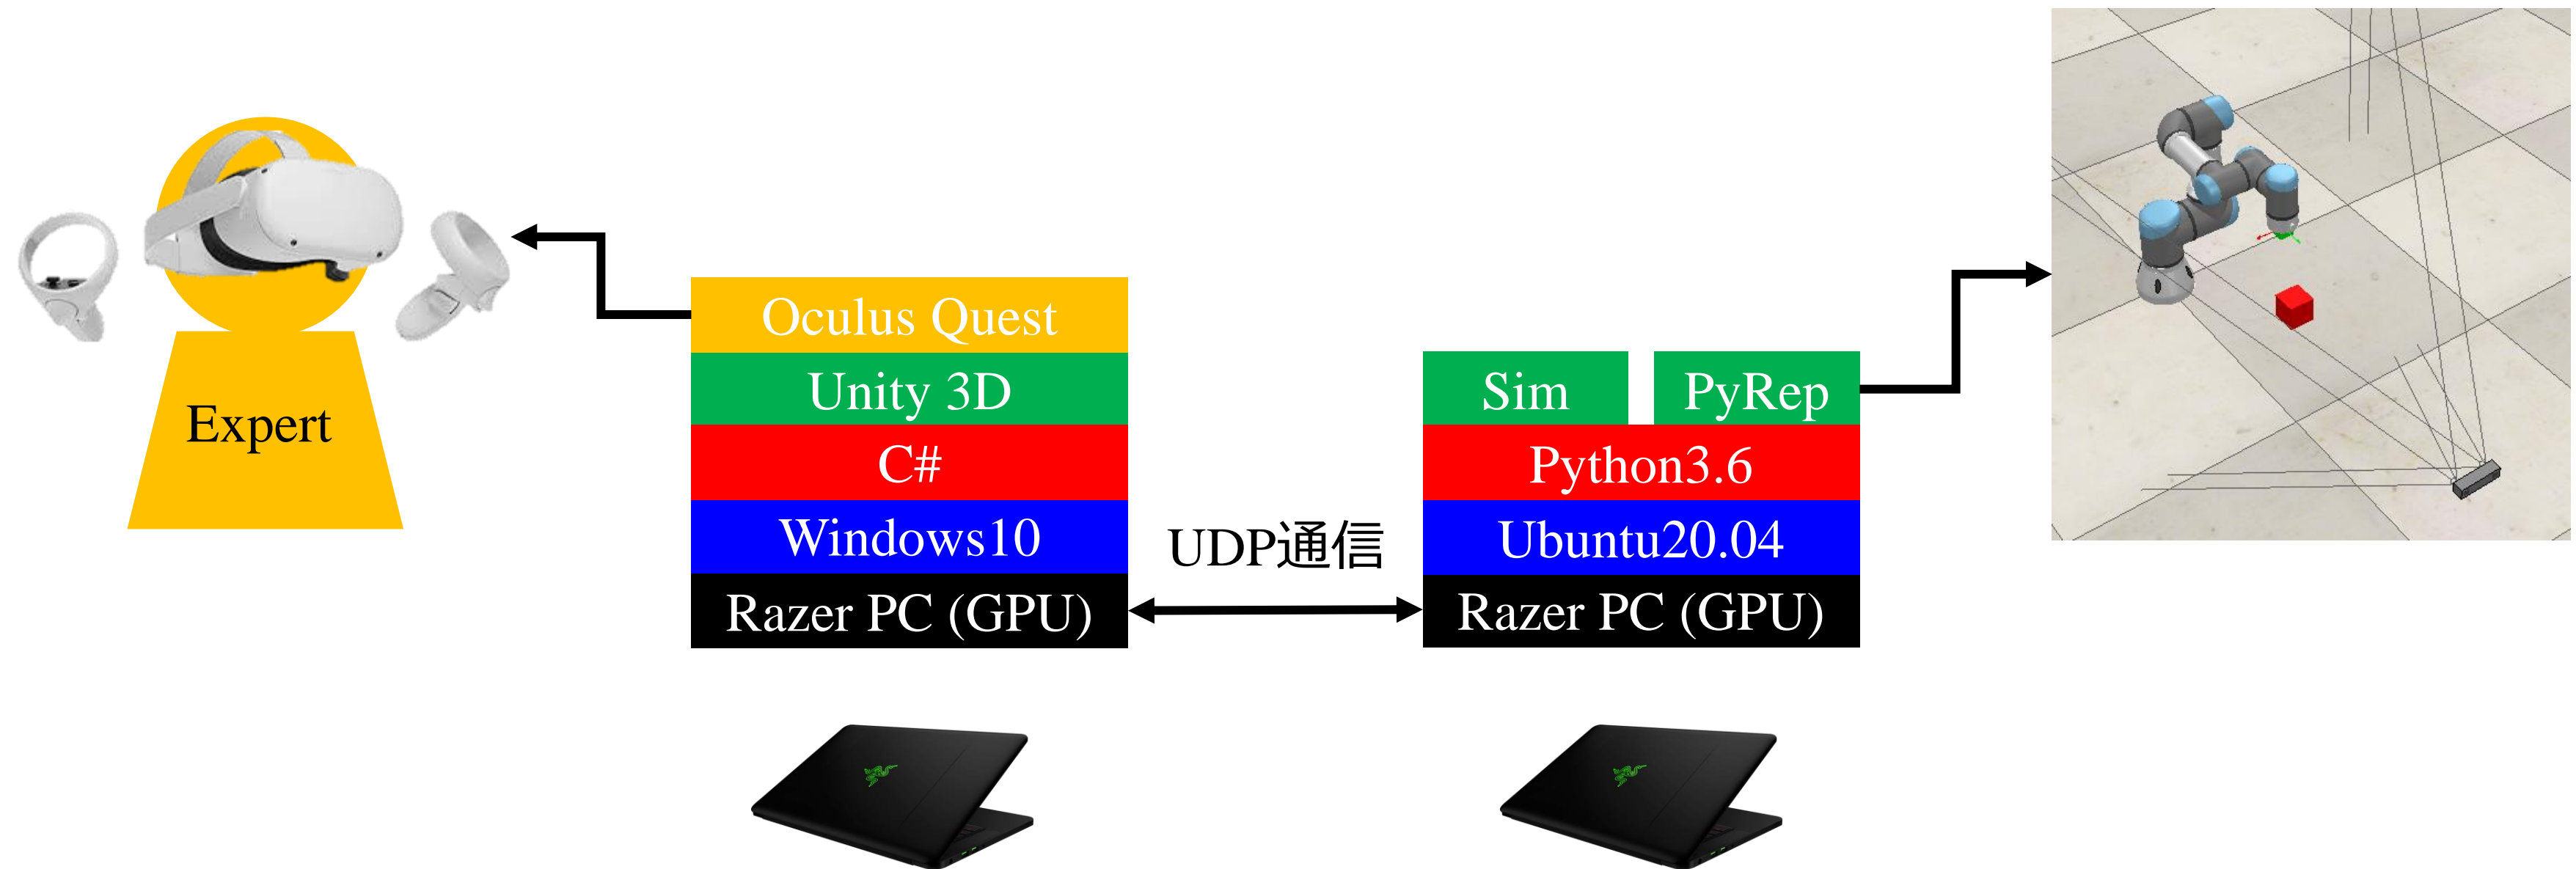 Expert
Oculus Quest
Unity 3D
C#
Windows10
Razer PC (GPU)
UDP通信
Sim
PyRep
Python3.6
Ubuntu20.04
Razer PC (GPU)